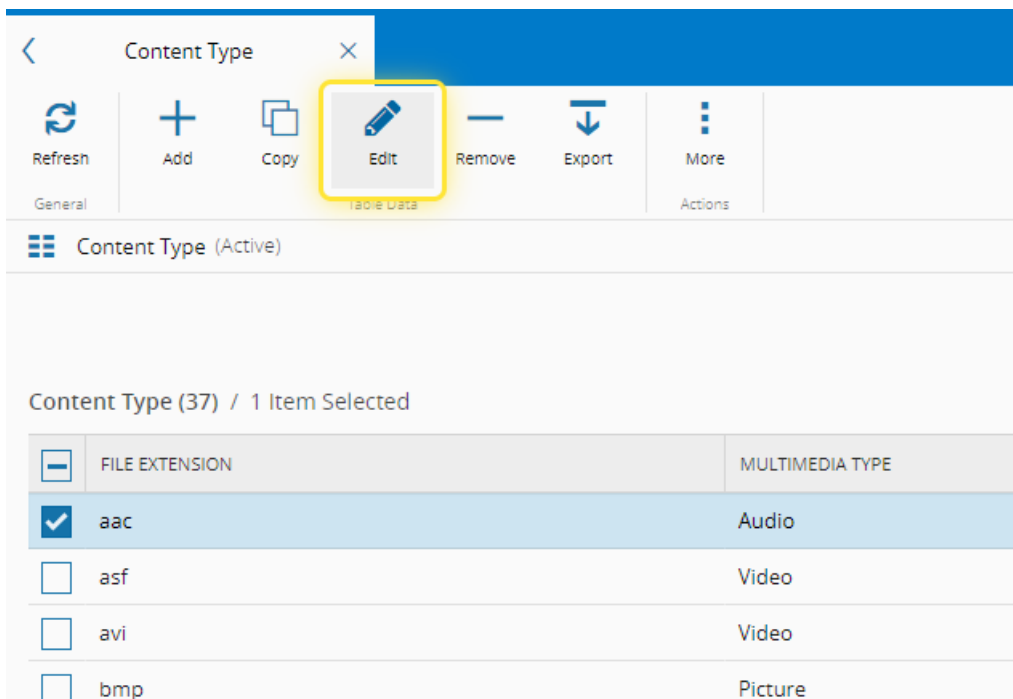 Content Type
Refresh Add Copy Edit Remove Export More
General Table Data Actions
Content Type (Active)
Content Type (37) / 1 Item Selected
FILE EXTENSION MULTIMEDIA TYPE
aac Audio
asf Video
avi Video
bmp Picture